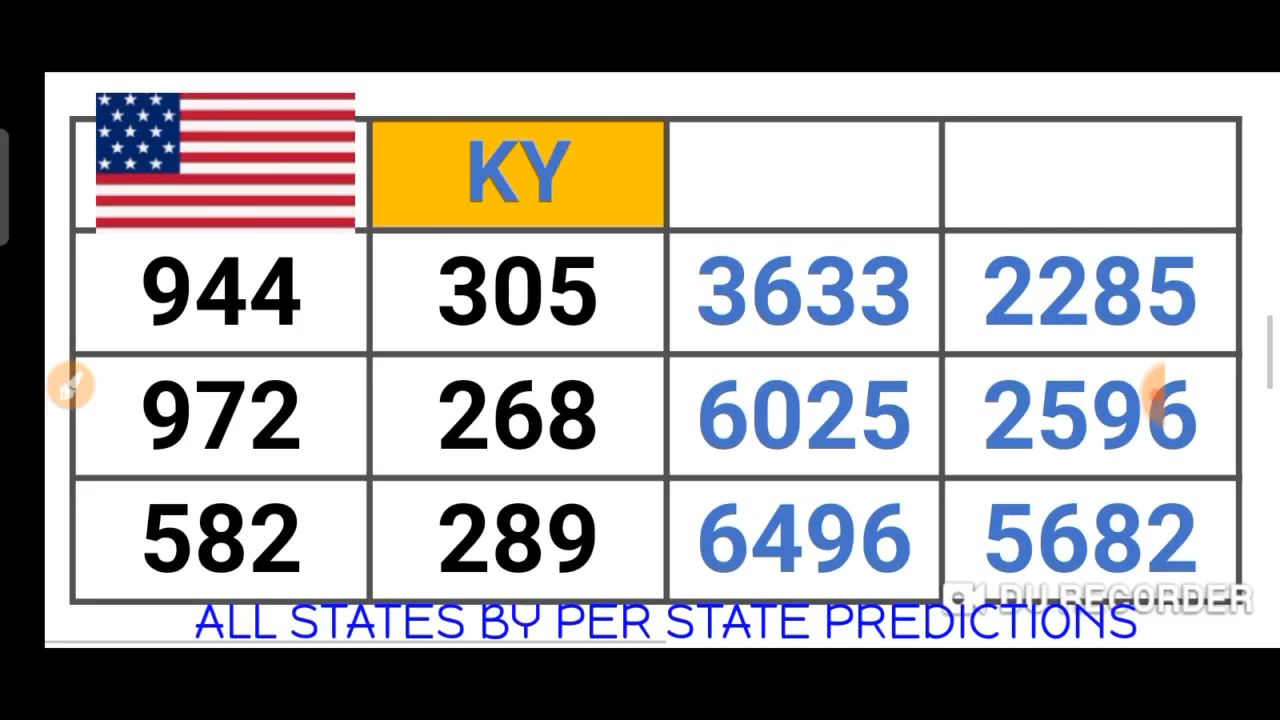 KY
944 305 3633 2285
972 268 6025 2596
582 289 6496 5682
DU RECORDER
ALL STATES BY PER STATE PREDICTIONS